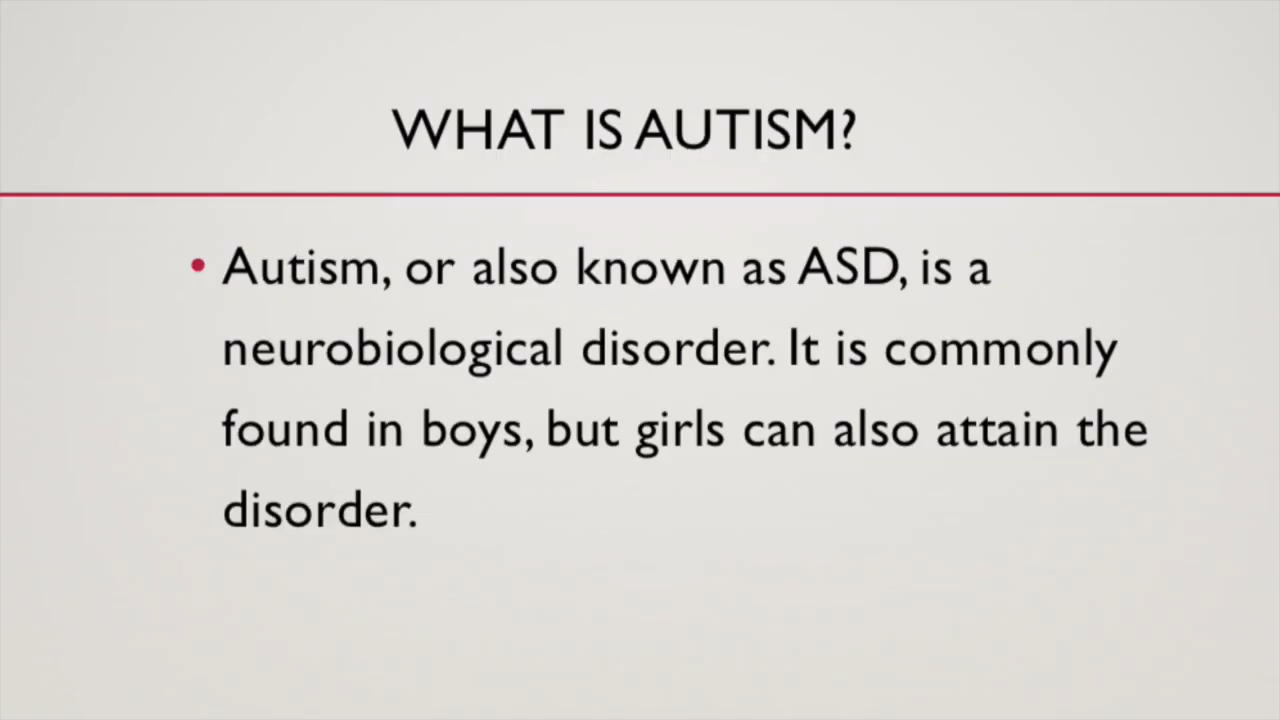 WHAT IS AUTISM?
• Autism, or also known as ASD, is a
neurobiological disorder. It is commonly
found in boys, but girls can also attain the
disorder.